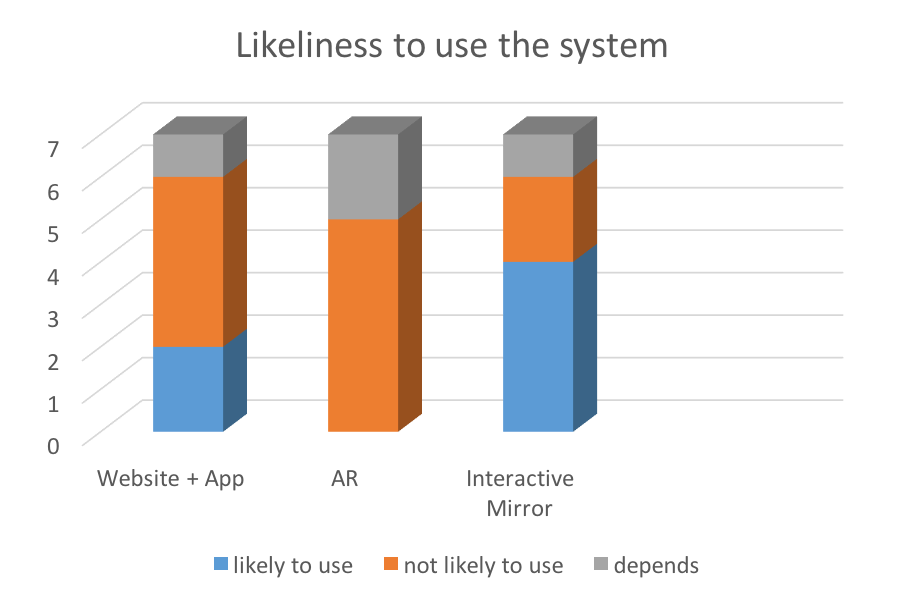 Likeliness to use the system
7
6
5
4
3
2
1
0
Website + App
AR
Interactive
Mirror
likely to use
not likely to use
depends